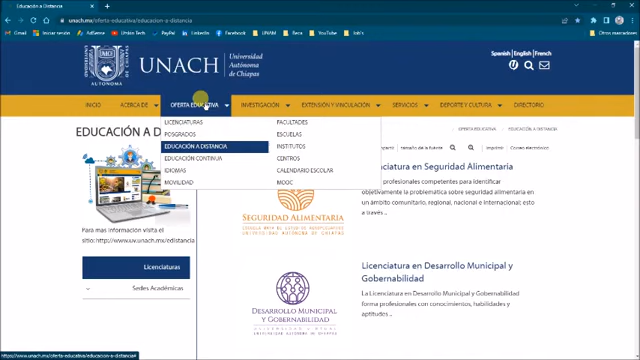 Educación a Distancia
unach.mx/oferta-educativa/educacion-a-distancia
Gmail Iniciar sesión AdSense Utnian Tech PayPal LinkedIn Facebook UNAM Beca YouTube Job's Otros marcadores
AUTÓNOMA
UNACH
Universidad
Autónoma
de Chiapas
Spanish English French
INICIO ACERCA DE OFERTA EDUCATIVA INVESTIGACIÓN EXTENSIÓN Y VINCULACIÓN SERVICIOS DEPORTE Y CULTURA DIRECTORIO
LICENCIATURAS
POSGRADOS
EDUCACIÓN A DISTANCIA
EDUCACIÓN CONTINUA
IDIOMAS
MOVILIDAD
FACULTADES
ESCUELAS
INSTITUTOS
CENTROS
CALENDARIO ESCOLAR
MOOC
OFERTA EDUCATIVA EDUCACIÓN A DISTANCIA
EDUCACIÓN A DI
tamaño de la fuente Imprimir Correo electrónico
Para mas información visita el
sitio: http://www.uv.unach.mx/edistancia
Licenciaturas
Sedes Académicas
SEGURIDAD ALIMENTARIA
cenciatura en Seguridad Alimentaria
profesionales competentes para identificar
objetivamente la problemática sobre seguridad alimentaria en
un ámbito comunitario, regional, nacional e internacional; esto
a través ..
DESARROLLO MUNICIPAL
Y GOBERNABILIDAD
Licenciatura en Desarrollo Municipal y
Gobernabilidad
La Licenciatura en Desarrollo Municipal y Gobernabilidad forma
profesionales con conocimientos, habilidades y
aptitudes..
https://www.unach.mx/oferta-educativa/educacion-a-distancia#